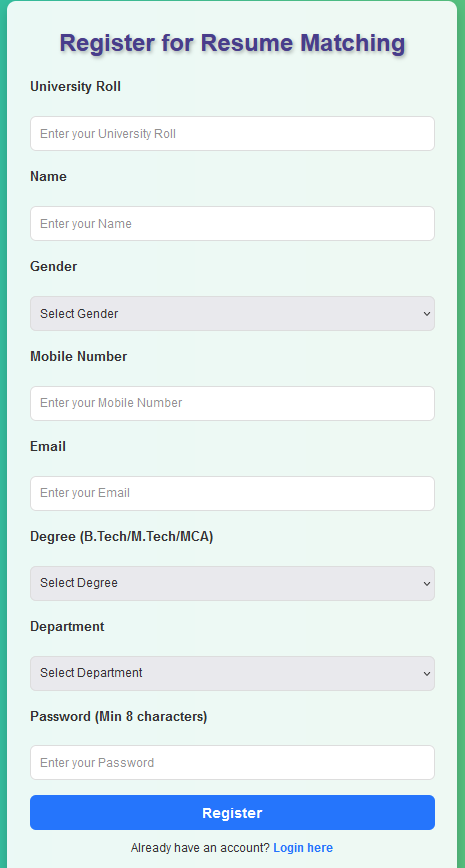 Register for Resume Matching
University Roll
Enter your University Roll
Name
Enter your Name
Gender
Select Gender
Mobile Number
Enter your Mobile Number
Email
Enter your Email
Degree (B.Tech/M.Tech/MCA)
Select Degree
Department
Select Department
Password (Min 8 characters)
Enter your Password
Register
Already have an account? Login here